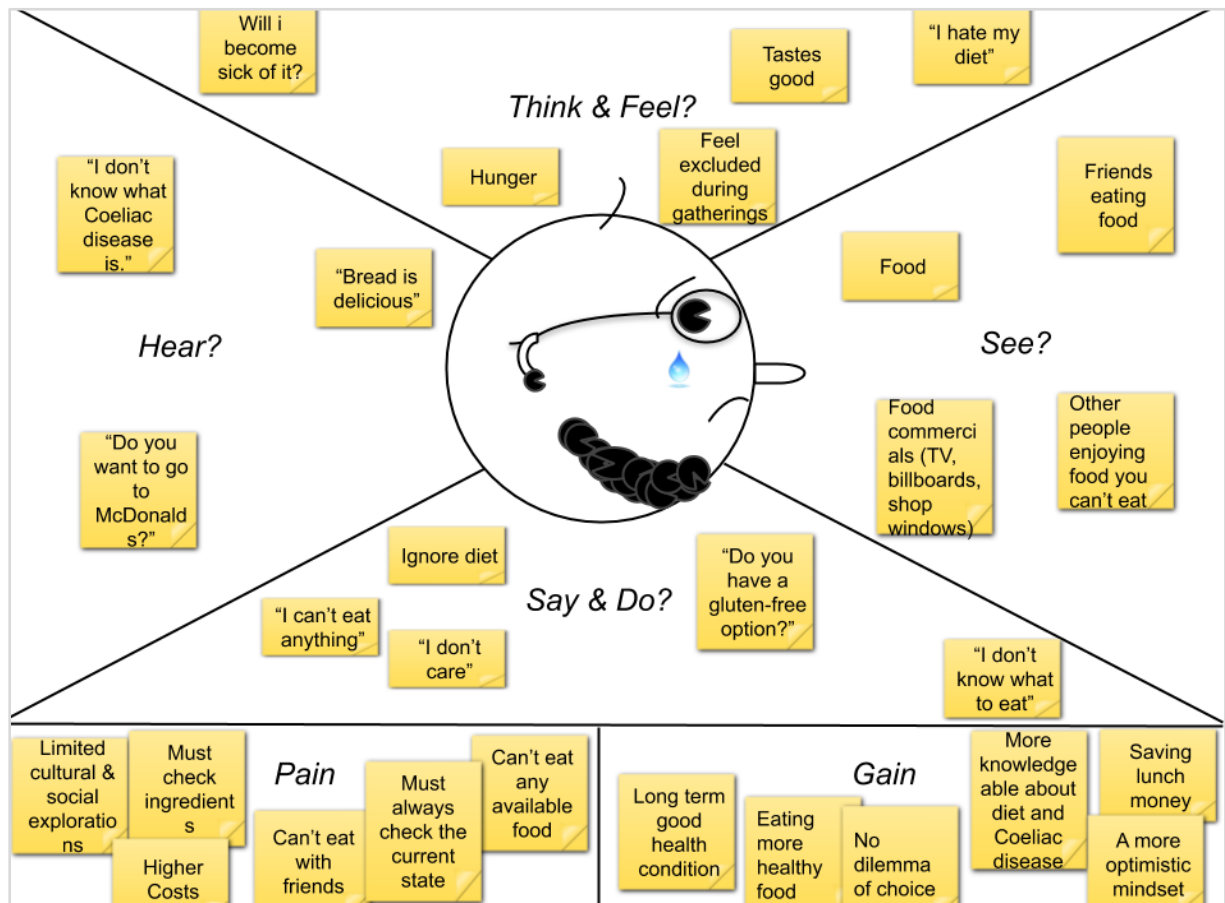 Will i
become
sick of it?
Think & Feel?
Tastes
good
"I hate my
diet"
Hunger
Feel
excluded
during
gatherings
"I don't
know what
Coeliac
disease
is."
"Bread is
delicious"
Hear?
"Do you
want to go
to
McDonald
s?"
Friends
eating
food
Food
See?
Food
commerci
als (TV,
billboards,
shop
windows)
Other
people
enjoying
food you
can't eat
Ignore diet
Say & Do?
"Do you
have a
gluten-free
option?"
"I can't eat
anything"
"I don't
care"
"I don't
know what
to eat"
Limited
cultural &
social
exploratio
ns
Must
check
ingredient
s
Pain
Higher
Costs
Can't eat
with
friends
Must
always
check the
current
state
Can't eat
any
available
food
Gain
Long term
good
health
condition
Eating
more
healthy
food
No
dilemma
of choice
More
knowledge
able about
diet and
Coeliac
disease
Saving
lunch
money
A more
optimistic
mindset